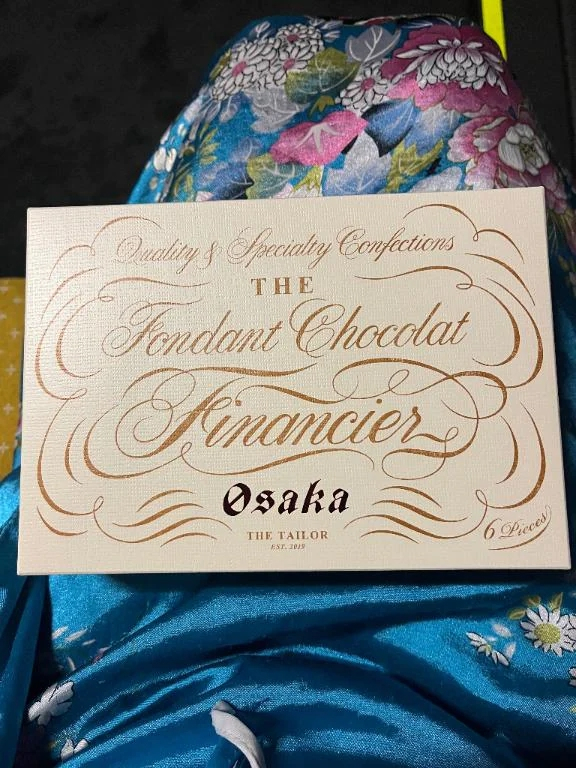 Quality & Specialty Confections
THE
Fondant Chocolat
Financier
Osaka
THE TAILOR
EST. 2019
6 Pieces